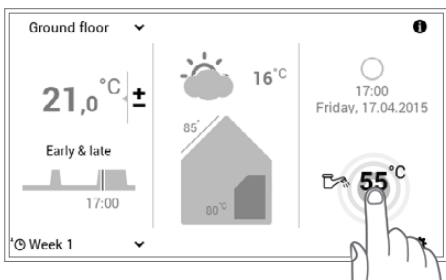 Ground floor
21,0 °C ±
Early & late
17:00
Week 1
16°C
85°
80 °C
17:00
Friday, 17.04.2015
55°C